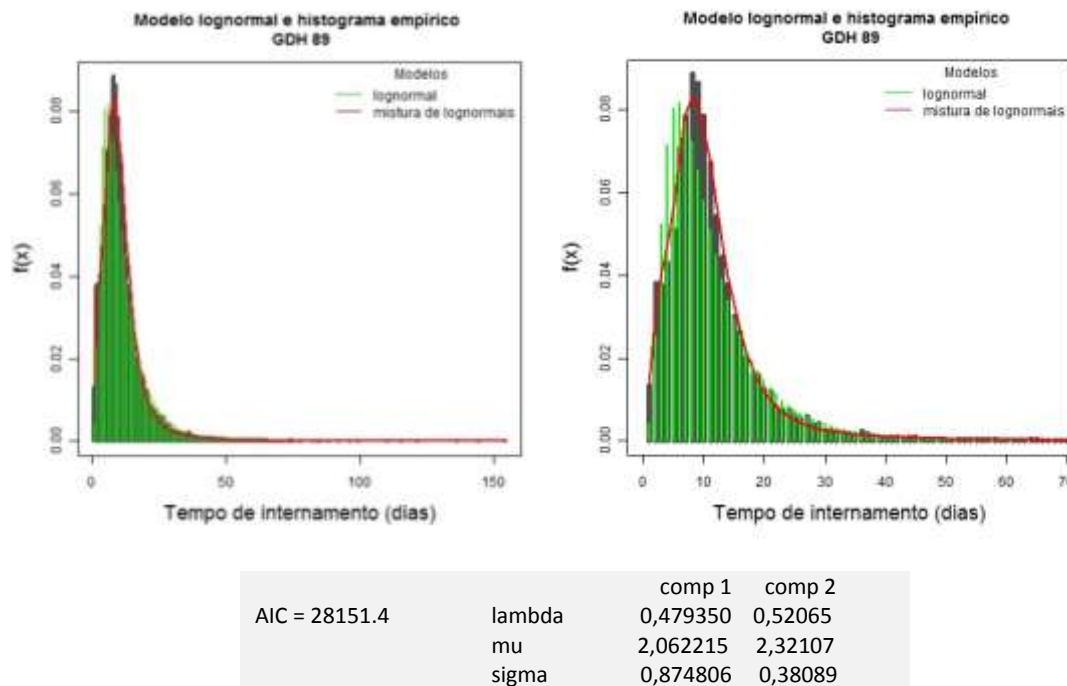 Modelo lognormal e histograma empírico
GDH 89
Modelos
lognormal
mistura de lognormais
f(x)
0.00
0.02
0.04
0.06
0.08
0
50
100
150
Tempo de internamento (dias)
Modelo lognormal e histograma empírico
GDH 89
Modelos
lognormal
mistura de lognormais
f(x)
0.00
0.02
0.04
0.06
0.08
0
10
20
30
40
50
60
70
Tempo de internamento (dias)
comp 1 comp 2
AIC = 28151.4 lambda 0,479350 0,52065
mu 2,062215 2,32107
sigma 0,874806 0,38089